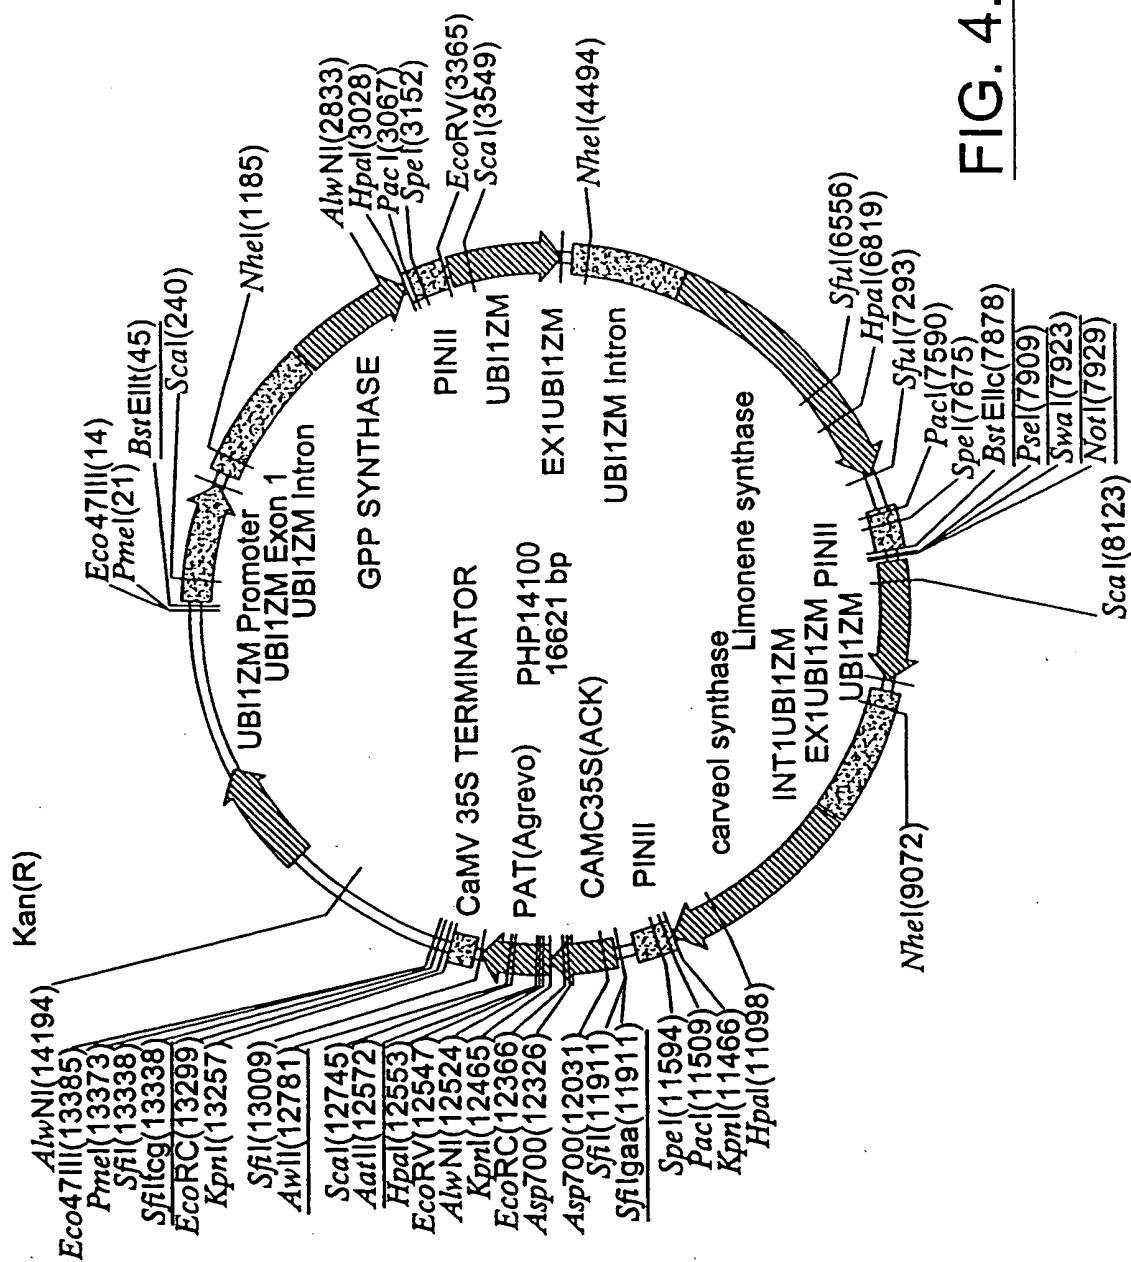 Eco47III(14)
PmeI(21)
BstEIIt(45)
ScaI(240)
NheI(1185)
AlwNI(2833)
HpaI(3028)
PacI(3067)
SpeI(3152)
EcoRV(3365)
ScaI(3549)
NheI(4494)
SfuI(6556)
HpaI(6819)
SfuI(7293)
PacI(7590)
SpeI(7675)
BstEIIc(7878)
PseI(7909)
SwaI(7923)
NotI(7929)
ScaI(8123)
NheI(9072)
HpaI(11098)
KpnI(11466)
PacI(11509)
SpeI(11594)
SfiIgaa(11911)
SfiI(11911)
Asp700(12031)
Asp700(12326)
EcoRC(12366)
KpnI(12465)
AlwNI(12524)
EcoRV(12547)
HpaI(12553)
AatII(12572)
ScaI(12745)
AwII(12781)
SfiI(13009)
KpnI(13257)
EcoRC(13299)
SfiItcg(13338)
SfiI(13338)
PmeI(13373)
Eco47III(13385)
AlwNI(14194)
Kan(R)
UBI1ZM Promoter
UBI1ZM Exon 1
UBI1ZM Intron
GPP SYNTHASE
PINII
UBI1ZM
EX1UBI1ZM
UBI1ZM Intron
Limonene synthase
PINII
UBI1ZM
EX1UBI1ZM
INT1UBI1ZM
carveol synthase
PINII
CAMC35S(ACK)
PAT(Agrevo)
CaMV 35S TERMINATOR
PHP14100
16621 bp
FIG. 4.